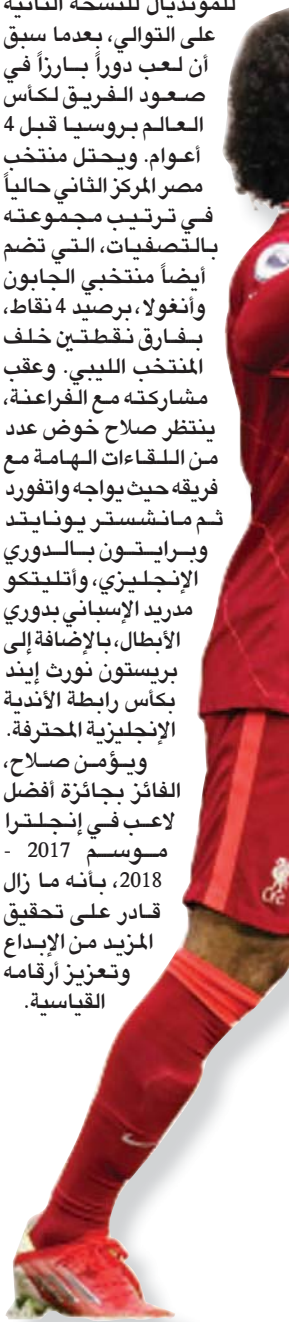 للمونديال للنسخة الثانية
على التوالي، بعدما سبق
أن لعب دوراً بارزاً في
صعود الفريق لكأس
العالم بروسيا قبل 4
أعوام. ويحتل منتخب
مصر المركز الثاني حالياً
في ترتيب مجموعته
بالتصفيات، التي تضم
أيضاً منتخبي الجابون
وأنغولا، برصيد 4 نقاط،
بفارق نقطتين خلف
المنتخب الليبي. وعقب
مشاركته مع الفراعنة،
ينتظر صلاح خوض عدد
من اللقاءات الهامة مع
فريقه حيث يواجه واتفورد
ثم مانشستر يونايتد
وبرايتون بالدوري
الإنجليزي، وأتليتكو
مدريد الإسباني بدوري
الأبطال، بالإضافة إلى
بريستون نورث إيند
بكأس رابطة الأندية
الإنجليزية المحترفة.
ويؤمن صلاح،
الفائز بجائزة أفضل
لاعب في إنجلترا
موسم 2017 -
2018، بأنه ما زال
قادر على تحقيق
المزيد من الإبداع
وتعزيز أرقامه
القياسية.
LFC